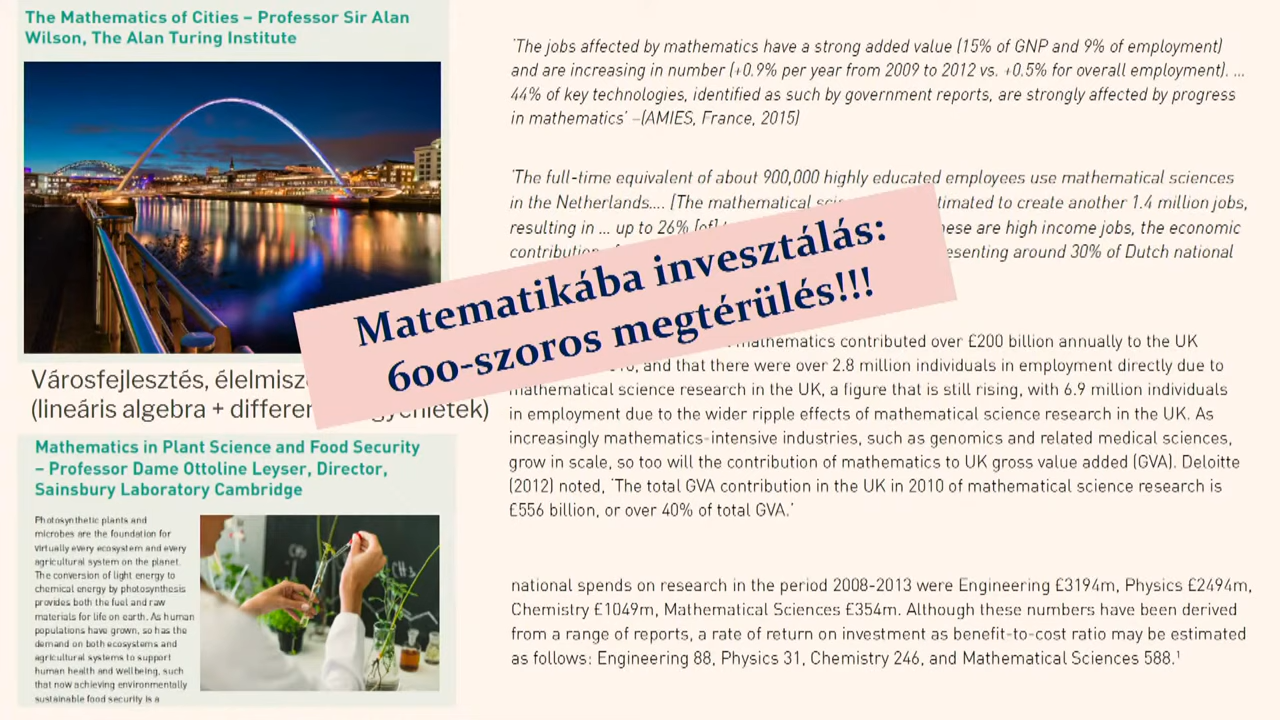 The Mathematics of Cities – Professor Sir Alan
Wilson, The Alan Turing Institute
Városfejlesztés,
(lineáris algebra +
Mathematics in Plant Science and Food Security
– Professor Dame Ottoline Leyser, Director,
Sainsbury Laboratory Cambridge
Photosynthetic plants and
microbes are the foundation for
virtually every ecosystem and every
agricultural system on the planet.
The conversion of light energy to
chemical energy by photosynthesis
provides both the fuel and raw
materials for life on earth. As human
populations have grown, so has the
demand on both ecosystems and
agricultural systems to support
human health and wellbeing, such
that now achieving environmentally
sustainable food security is a
'The jobs affected by mathematics have a strong added value (15% of GNP and 9% of employment)
and are increasing in number (+0.9% per year from 2009 to 2012 vs. +0.5% for overall employment). ...
44% of key technologies, identified as such by government reports, are strongly affected by progress
in mathematics' –(AMIES, France, 2015)
'The full-time equivalent of about 900,000 highly educated employees use mathematical sciences
in the Netherlands.... [The mathematical to create another 1.4 million jobs,
resulting in ... up to 26% [of] are high income jobs, the economic
around 30% of Dutch national
Matematikába invesztálás:
600-szoros megtérülés!!!
mathematics contributed over £200 billion annually to the UK
and that there were over 2.8 million individuals in employment directly due to
mathematical science research in the UK, a figure that is still rising, with 6.9 million individuals
in employment due to the wider ripple effects of mathematical science research in the UK. As
increasingly mathematics-intensive industries, such as genomics and related medical sciences,
grow in scale, so too will the contribution of mathematics to UK gross value added (GVA). Deloitte
(2012) noted, 'The total GVA contribution in the UK in 2010 of mathematical science research is
£556 billion, or over 40% of total GVA.'
national spends on research in the period 2008-2013 were Engineering £3194m, Physics £2494m,
Chemistry £1049m, Mathematical Sciences £354m. Although these numbers have been derived
from a range of reports, a rate of return on investment as benefit-to-cost ratio may be estimated
as follows: Engineering 88, Physics 31, Chemistry 246, and Mathematical Sciences 588.¹